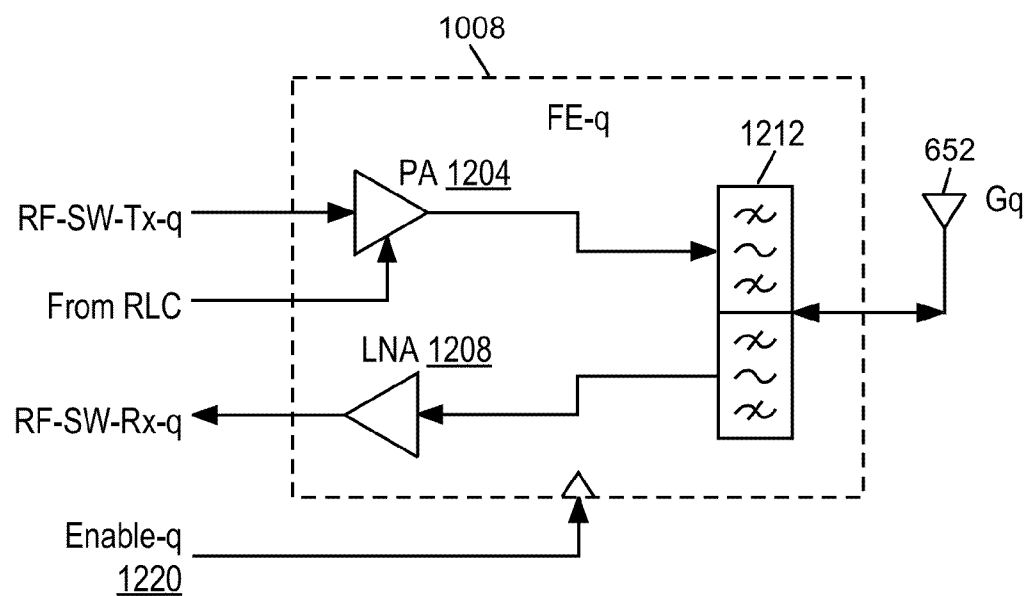 1008
FE-q
1212
652
Gq
PA 1204
RF-SW-Tx-q
From RLC
LNA 1208
RF-SW-Rx-q
Enable-q
1220